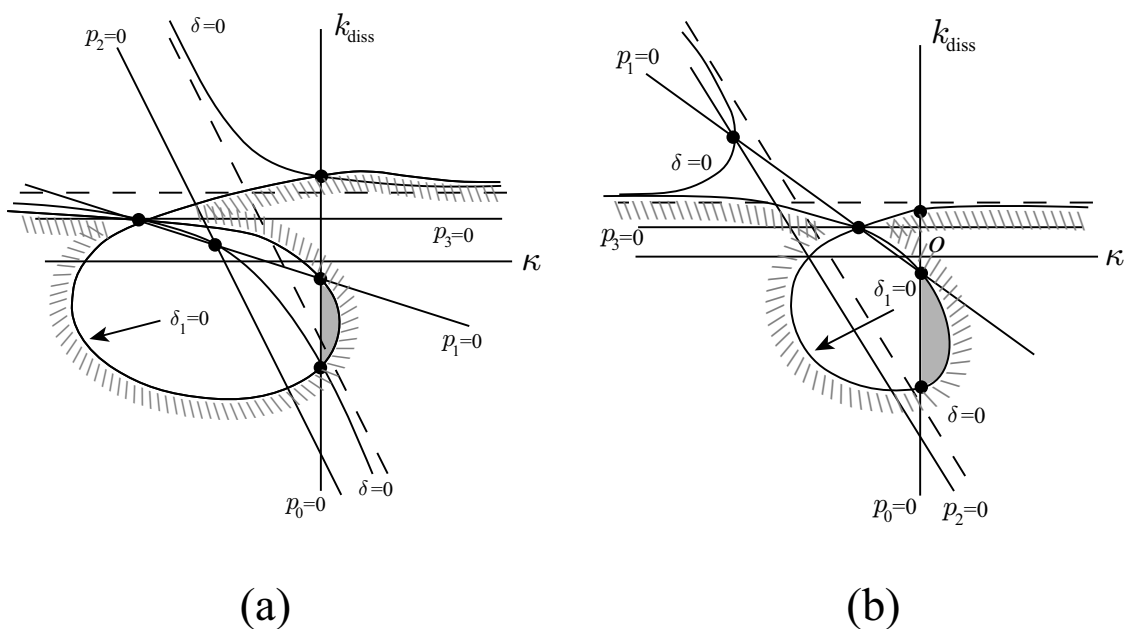 δ=0
k_diss
p₂=0
p₃=0
κ
δ₁=0
p₁=0
p₀=0
δ=0
(a)
k_diss
p₁=0
δ=0
p₃=0
o
κ
δ₁=0
δ=0
p₀=0
p₂=0
(b)